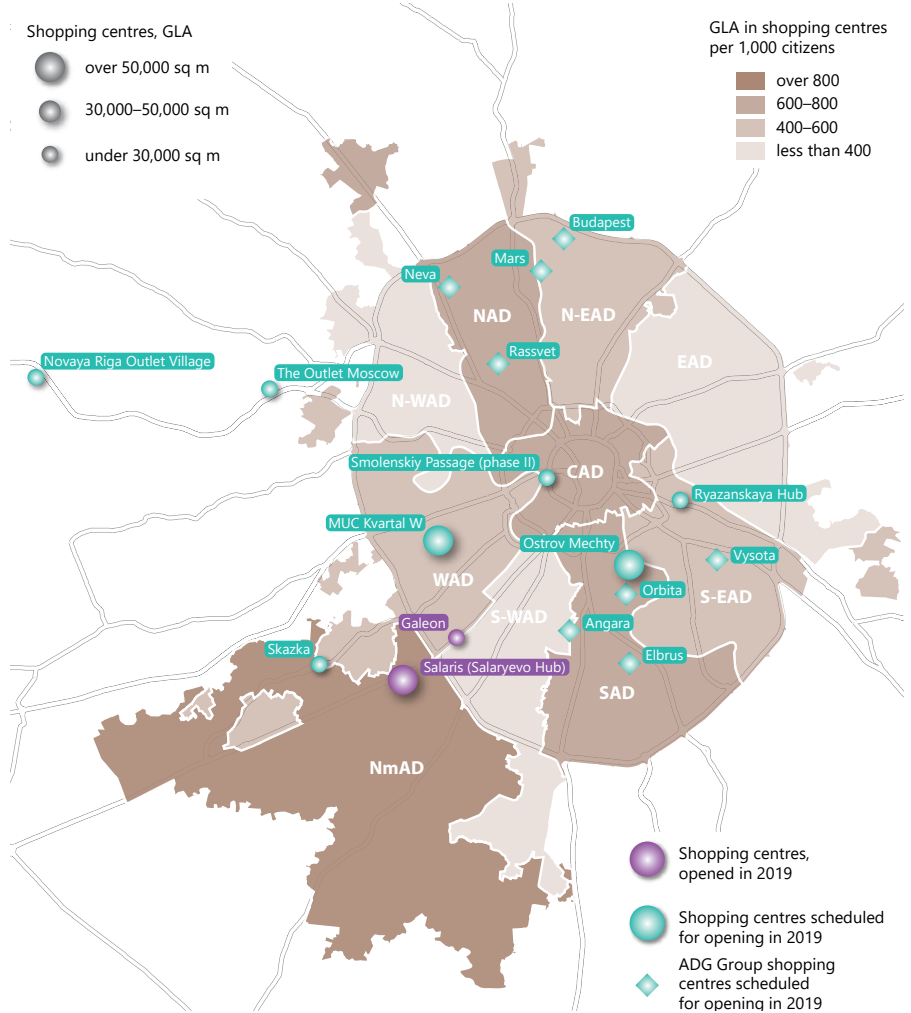 Shopping centres, GLA
over 50,000 sq m
30,000–50,000 sq m
under 30,000 sq m
GLA in shopping centres
per 1,000 citizens
over 800
600–800
400–600
less than 400
Budapest
Mars
Neva
NAD
N-EAD
Rassvet
EAD
Novaya Riga Outlet Village
The Outlet Moscow
N-WAD
Smolenskiy Passage (phase II)
CAD
Ryazanskaya Hub
MUC Kvartal W
Ostrov Mechty
Vysota
WAD
Orbita
S-EAD
S-WAD
Galeon
Angara
Skazka
Salaris (Salaryevo Hub)
Elbrus
SAD
NmAD
Shopping centres,
opened in 2019
Shopping centres scheduled
for opening in 2019
ADG Group shopping
centres scheduled
for opening in 2019